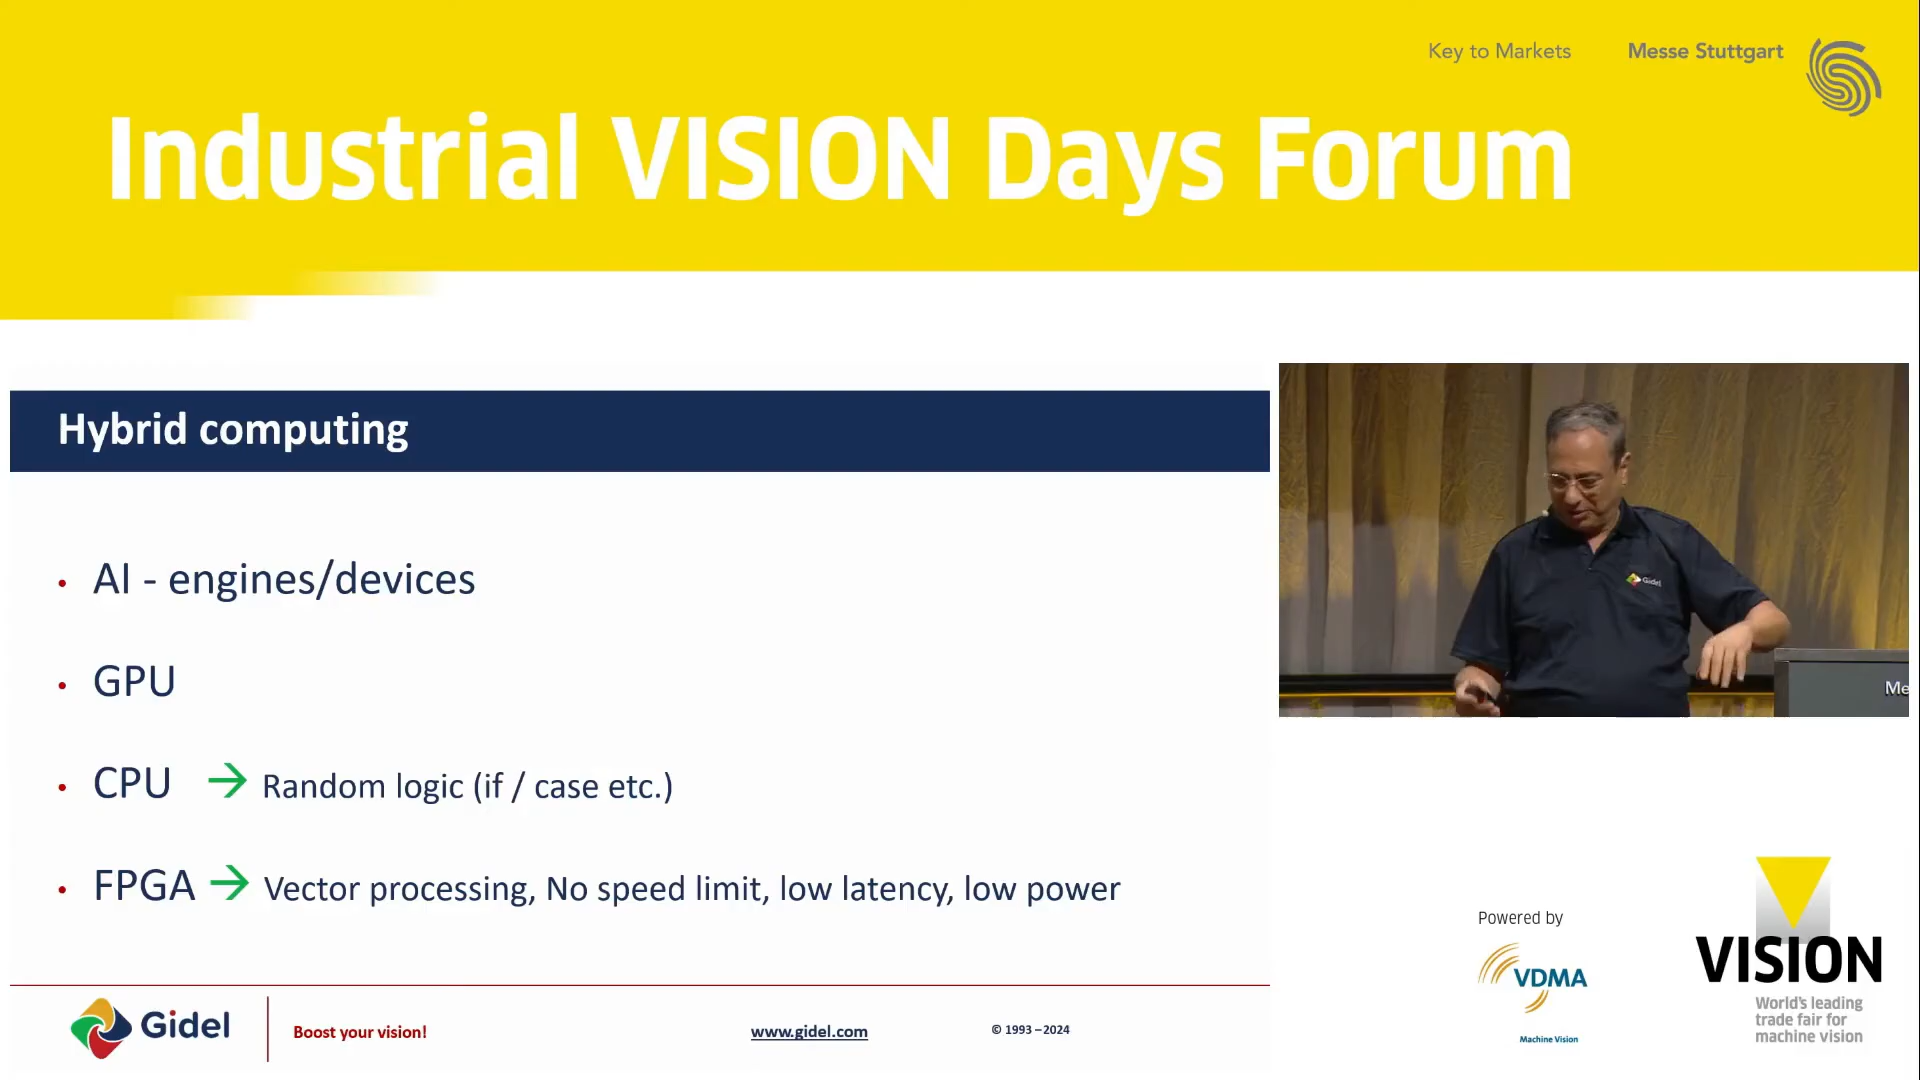 Key to Markets Messe Stuttgart
Industrial VISION Days Forum
Hybrid computing
• AI - engines/devices
• GPU
• CPU → Random logic (if / case etc.)
• FPGA → Vector processing, No speed limit, low latency, low power
Gidel
Boost your vision!
www.gidel.com
© 1993 – 2024
Gidel
Me
Powered by
VDMA
Machine Vision
VISION
World's leading
trade fair for
machine vision